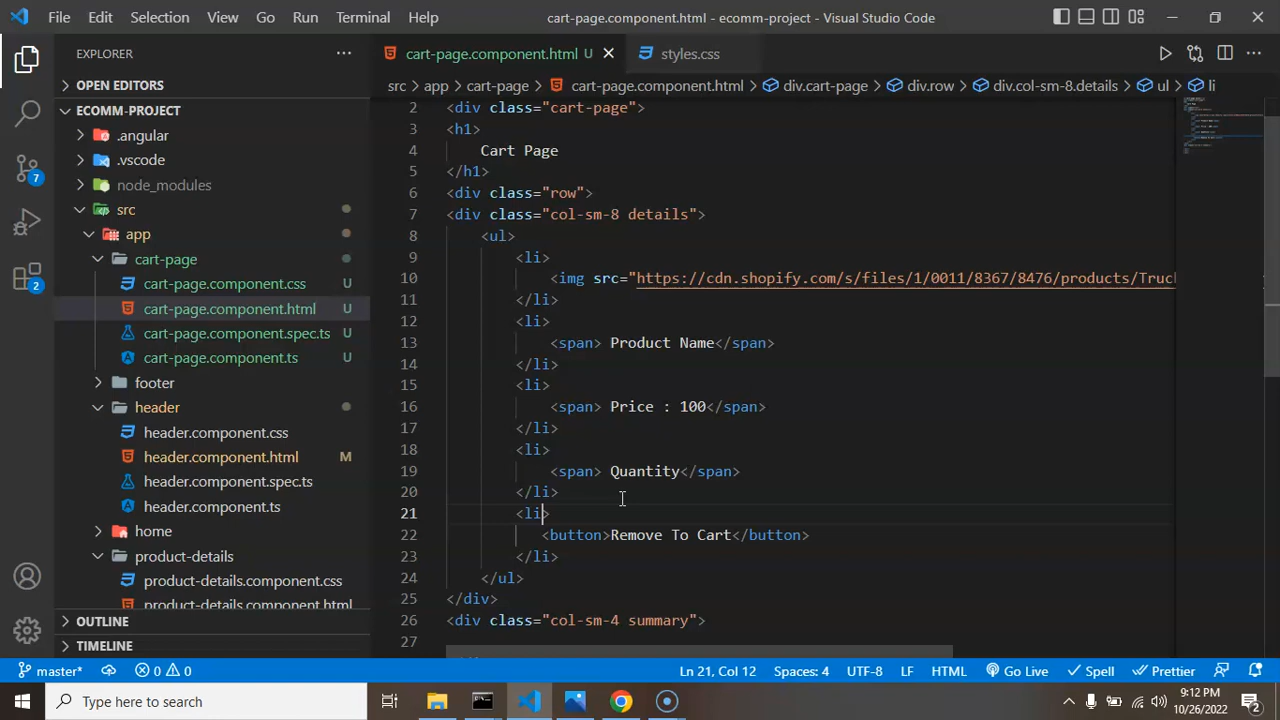 File Edit Selection View Go Run Terminal Help cart-page.component.html - ecomm-project - Visual Studio Code
EXPLORER
OPEN EDITORS
ECOMM-PROJECT
.angular
.vscode
node_modules
src
app
cart-page
cart-page.component.css U
cart-page.component.html U
cart-page.component.spec.ts U
cart-page.component.ts U
footer
header
header.component.css
header.component.html M
header.component.spec.ts
header.component.ts
home
product-details
product-details.component.css
product-details.component.html
OUTLINE
TIMELINE
7
2
cart-page.component.html U styles.css
src > app > cart-page > cart-page.component.html > div.cart-page > div.row > div.col-sm-8.details > ul > li
2 <div class="cart-page">
3 <h1>
4 Cart Page
5 </h1>
6 <div class="row">
7 <div class="col-sm-8 details">
8 <ul>
9 <li>
10 <img src="https://cdn.shopify.com/s/files/1/0011/8367/8476/products/Truck
11 </li>
12 <li>
13 <span> Product Name</span>
14 </li>
15 <li>
16 <span> Price : 100</span>
17 </li>
18 <li>
19 <span> Quantity</span>
20 </li>
21 <li>
22 <button>Remove To Cart</button>
23 </li>
24 </ul>
25 </div>
26 <div class="col-sm-4 summary">
27
master* 0 0 Ln 21, Col 12 Spaces: 4 UTF-8 LF HTML Go Live Spell Prettier
Type here to search
9:12 PM
10/26/2022
2